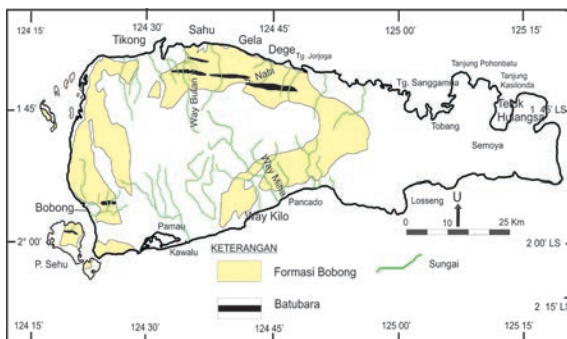 124 15' 124 30' 124 45' 125 00' 125 15'
Tikong
Sahu
Gela
Dege
Tg. Jorjoga
Nabi
Way Bulan
Tg. Sanggamua
Tanjung Pohonbatu
Tanjung
Kasilonda
Teluk
Hulangsa
Tobang
Semoya
1 45' 1 45' LS
Way Miha
Pancado
Losseng
Way Kilo
Bobong
Pamau
Kawalu
P. Sehu
2 00' 2 00' LS
U
0 10 25 Km
KETERANGAN
Formasi Bobong
Sungai
Batubara
2 15' LS
124 15' 124 30' 124 45' 125 00' 125 15'